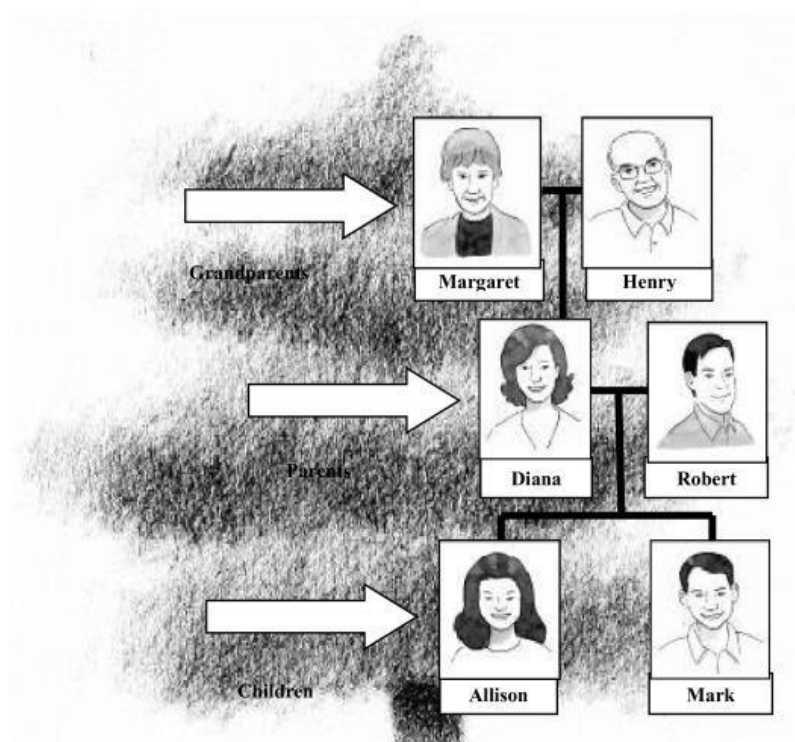 Grandparents
Margaret
Henry
Parents
Diana
Robert
Children
Allison
Mark